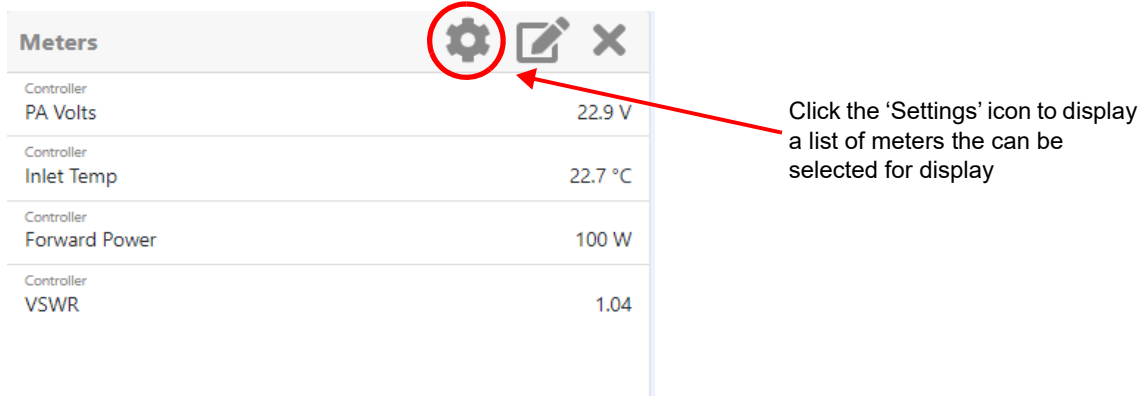 Meters
Controller
PA Volts 22.9 V
Controller
Inlet Temp 22.7 °C
Controller
Forward Power 100 W
Controller
VSWR 1.04
Click the ‘Settings’ icon to display
a list of meters the can be
selected for display